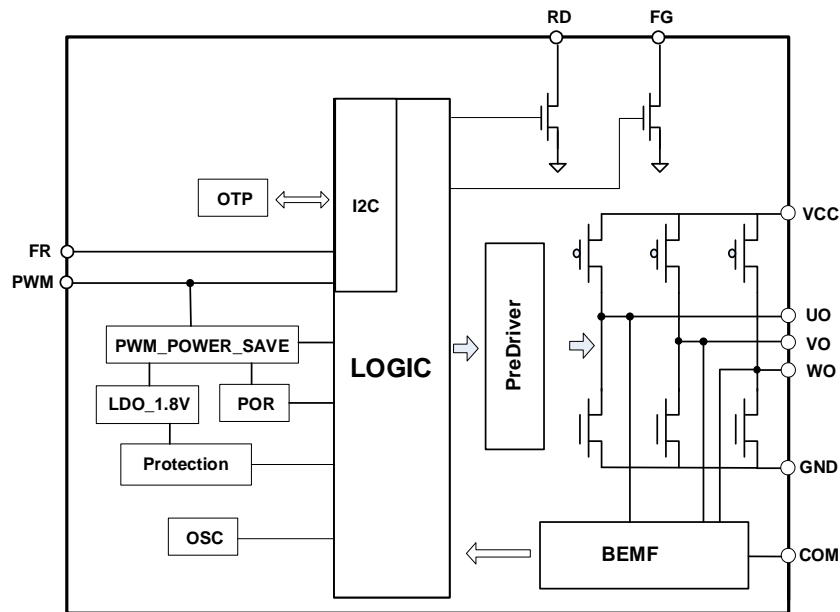 RD
FG
OTP
I2C
FR
PWM
VCC
UO
VO
WO
PWM_POWER_SAVE
LOGIC
PreDriver
LDO_1.8V
POR
Protection
GND
OSC
BEMF
COM